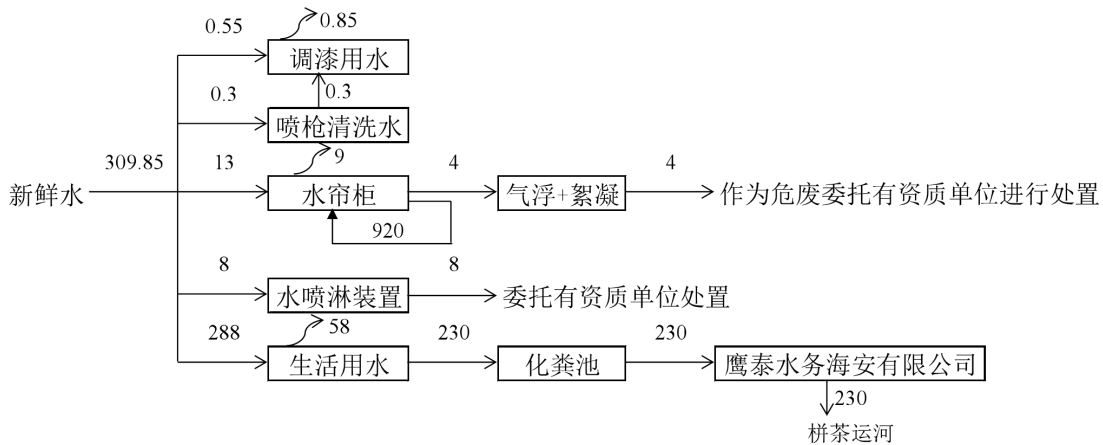 0.85
0.55
调漆用水
0.3
0.3
喷枪清洗水
309.85
13
9
4
4
新鲜水
水帘柜
气浮+絮凝
作为危废委托有资质单位进行处置
920
8
8
水喷淋装置
委托有资质单位处置
288
58
230
230
生活用水
化粪池
鹰泰水务海安有限公司
230
栟茶运河